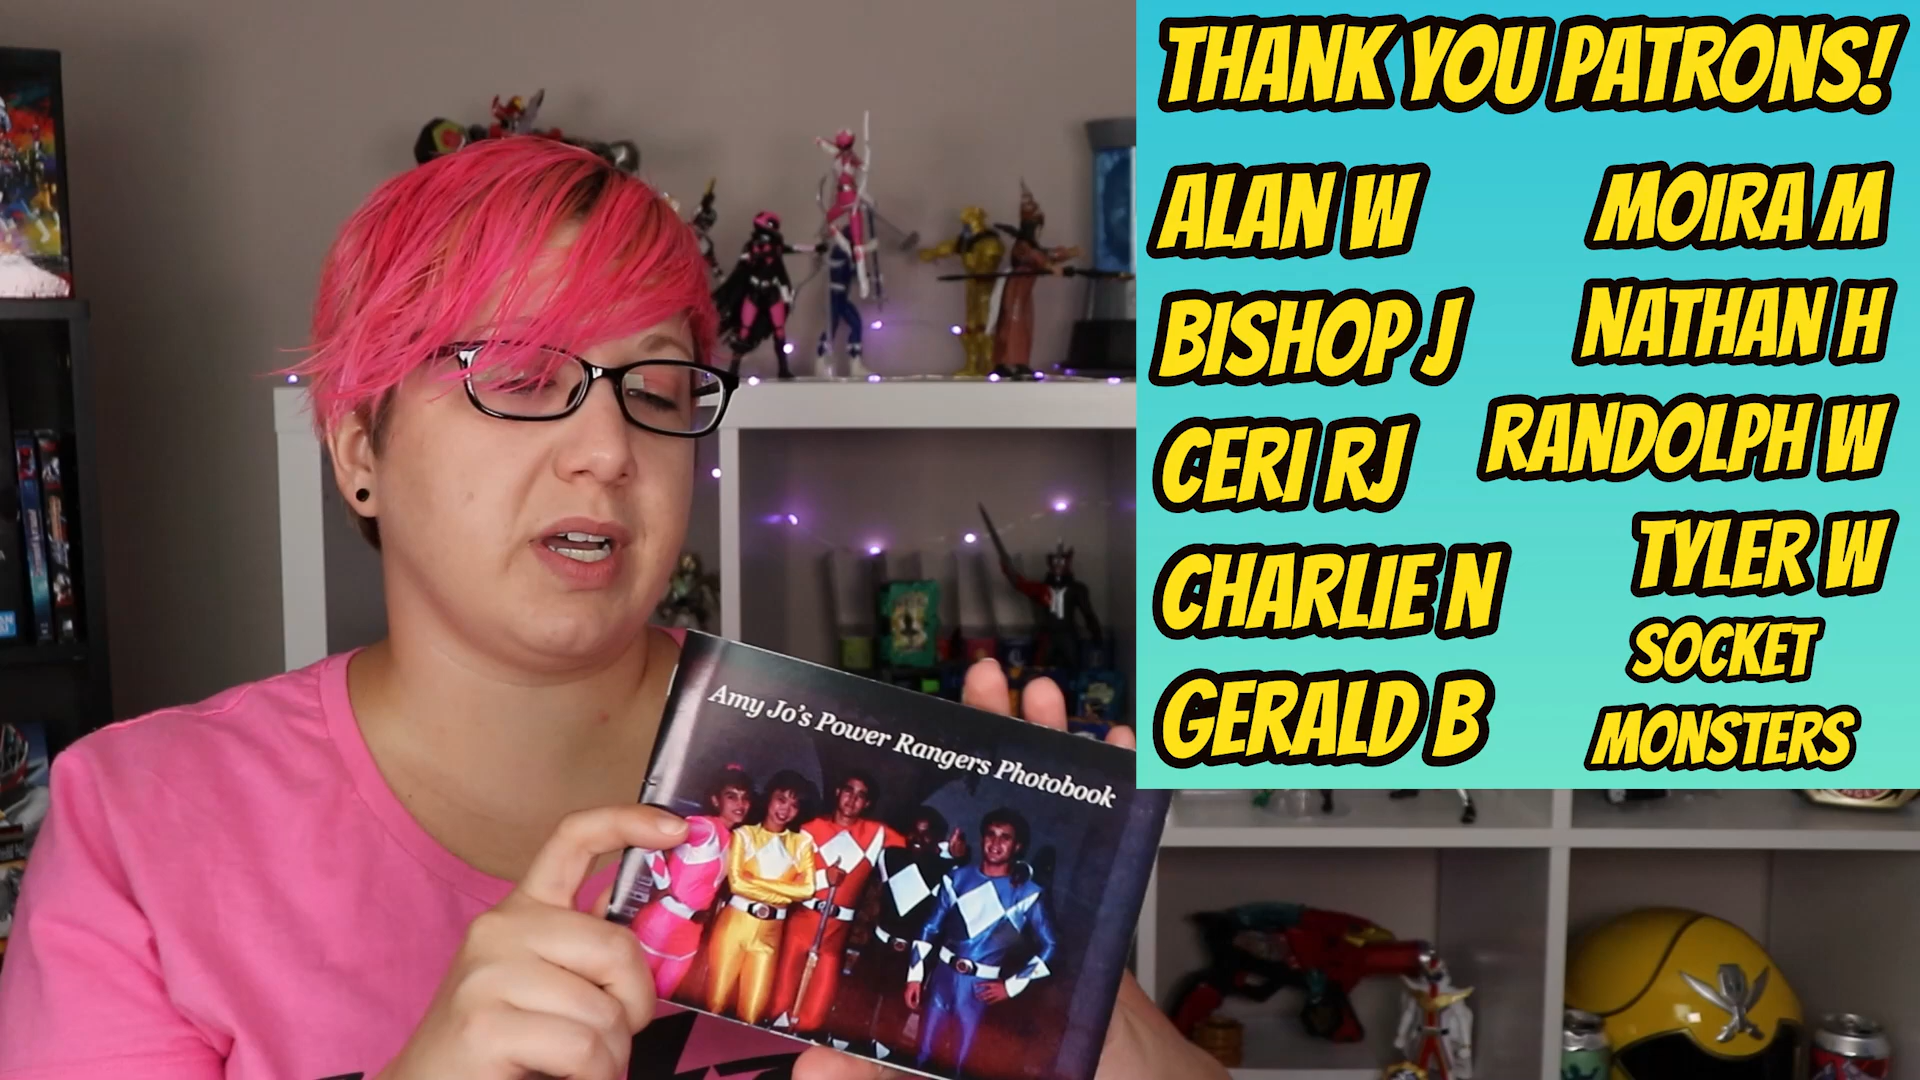 THANK YOU PATRONS!
ALAN W
BISHOP J
CERI RJ
CHARLIE N
GERALD B
MOIRA M
NATHAN H
RANDOLPH W
TYLER W
SOCKET
MONSTERS
Amy Jo's Power Rangers Photobook